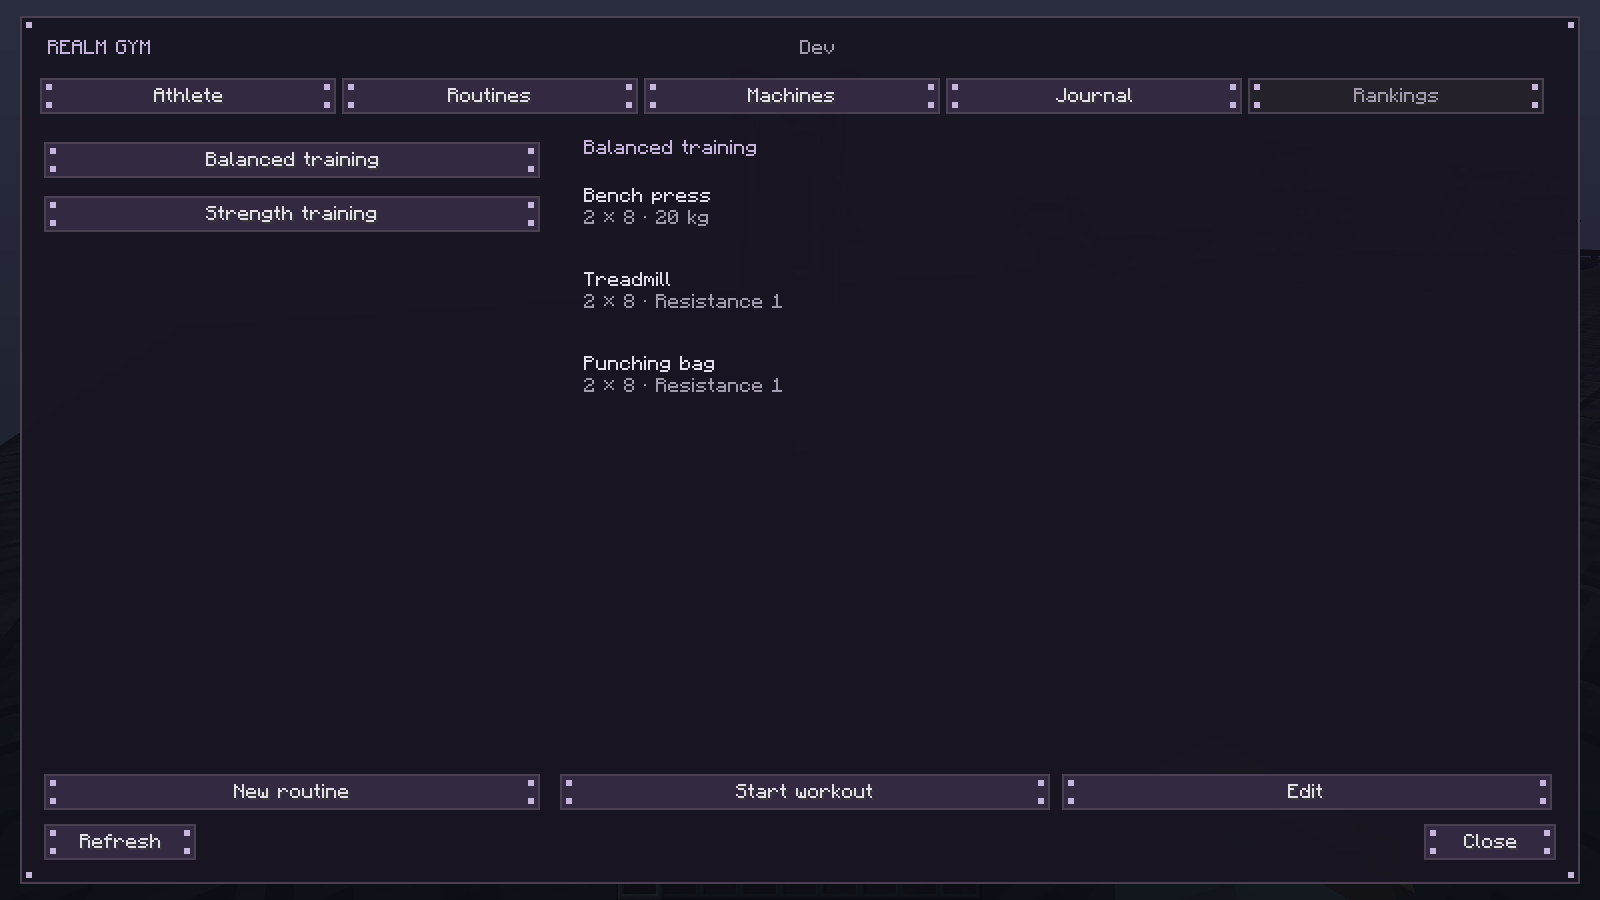 REALM GYM
Dev
Athlete
Routines
Machines
Journal
Rankings
Balanced training
Strength training
Balanced training
Bench press
2 × 8 · 20 kg
Treadmill
2 × 8 · Resistance 1
Punching bag
2 × 8 · Resistance 1
New routine
Start workout
Edit
Refresh
Close